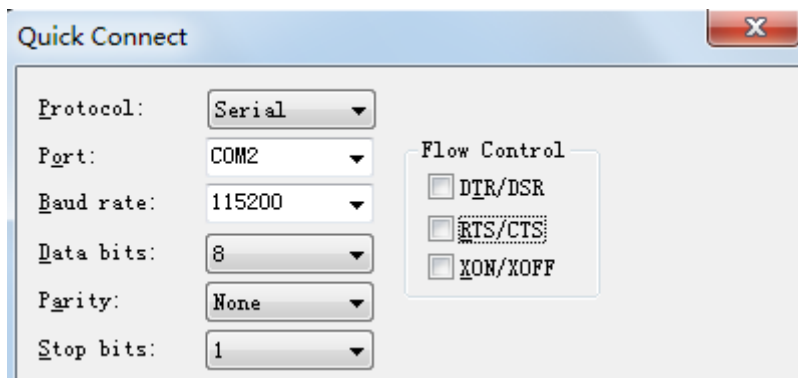 Quick Connect
Protocol: Serial
Port: COM2
Baud rate: 115200
Data bits: 8
Parity: None
Stop bits: 1
Flow Control
DTR/DSR
RTS/CTS
XON/XOFF